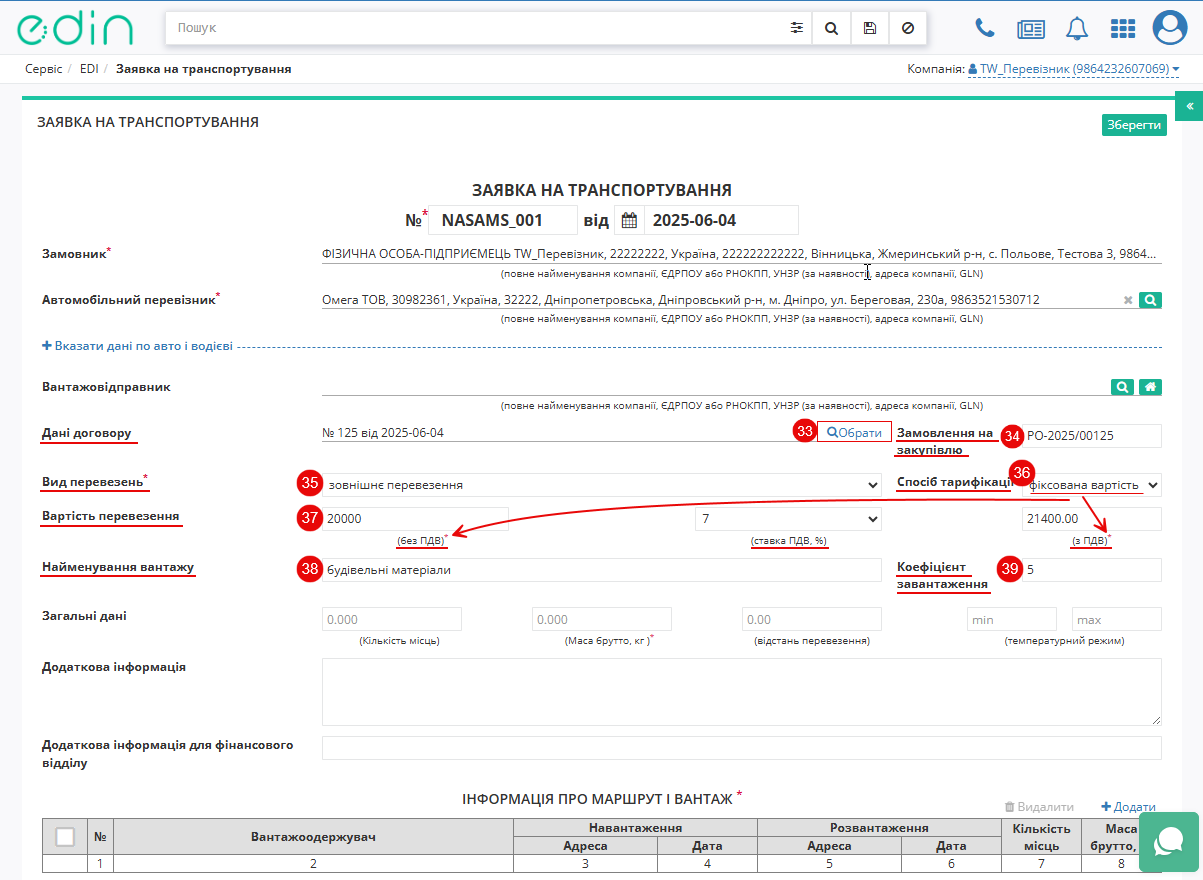 edin
Пошук
Сервіс / EDI / Заявка на транспортування
Компанія: TW_Перевізник (9864232607069)
«
ЗАЯВКА НА ТРАНСПОРТУВАННЯ
Зберегти
ЗАЯВКА НА ТРАНСПОРТУВАННЯ
№* NASAMS_001 від 2025-06-04
Замовник* ФІЗИЧНА ОСОБА-ПІДПРИЄМЕЦЬ TW_Перевізник, 22222222, Україна, 222222222222, Вінницька, Жмеринський р-н, с. Польове, Тестова 3, 9864...
(повне найменування компанії, ЄДРПОУ або РНОКПП, УНЗР (за наявності), адреса компанії, GLN)
Автомобільний перевізник* Омега ТОВ, 30982361, Україна, 32222, Дніпропетровська, Дніпровський р-н, м. Дніпро, ул. Береговая, 230а, 9863521530712
(повне найменування компанії, ЄДРПОУ або РНОКПП, УНЗР (за наявності), адреса компанії, GLN)
Вказати дані по авто і водієві
Вантажовідправник
(повне найменування компанії, ЄДРПОУ або РНОКПП, УНЗР (за наявності), адреса компанії, GLN)
Дані договору № 125 від 2025-06-04 33 Обрати Замовлення на закупівлю 34 PO-2025/00125
Вид перевезень* 35 зовнішнє перевезення Спосіб тарифікації 36 фіксована вартість
Вартість перевезення 37 20000 7 21400.00
(без ПДВ)* (ставка ПДВ, %) (з ПДВ)*
Найменування вантажу 38 будівельні матеріали Коефіцієнт завантаження 39 5
Загальні дані 0.000 0.000 0.00 min max
(Кількість місць) (Маса брутто, кг )* (відстань перевезення) (температурний режим)
Додаткова інформація
Додаткова інформація для фінансового
відділу
ІНФОРМАЦІЯ ПРО МАРШРУТ І ВАНТАЖ *
Видалити Додати
№ Вантажоодержувач Навантаження Розвантаження Кількість місць Маса брутто,
Адреса Дата Адреса Дата
1 2 3 4 5 6 7 8